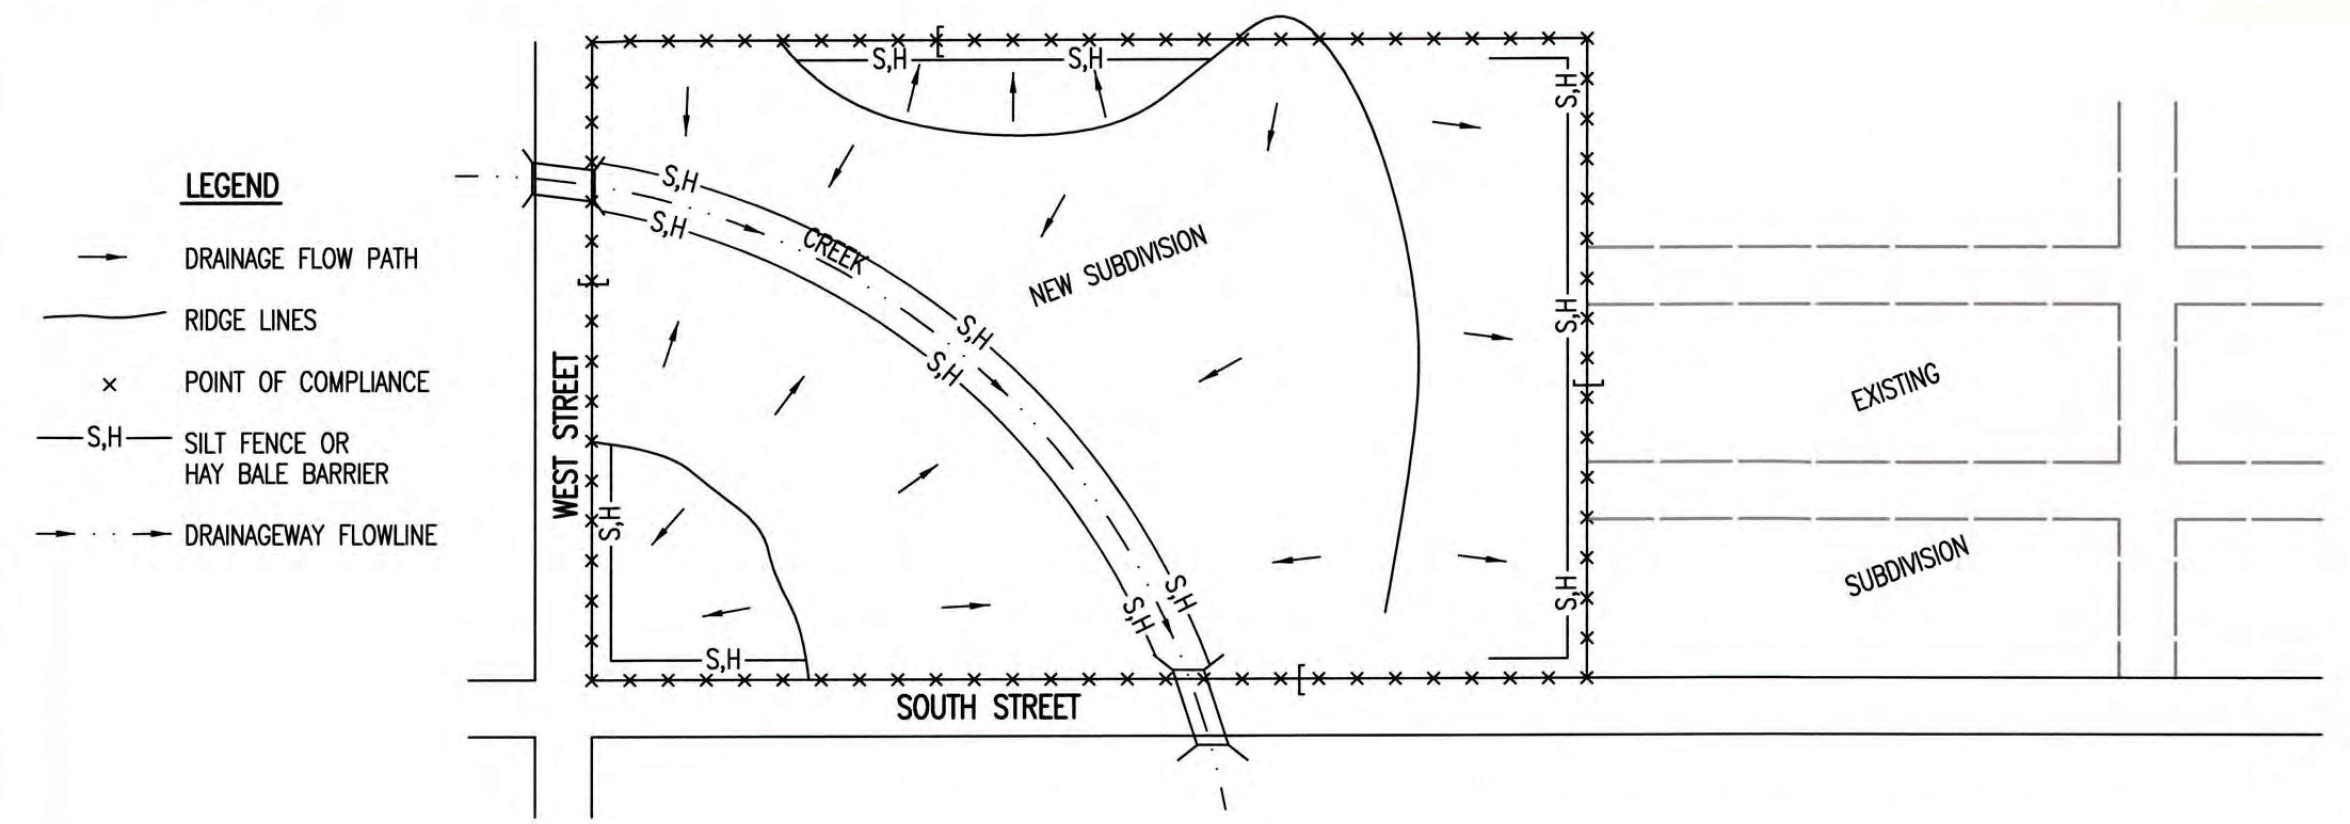 LEGEND
DRAINAGE FLOW PATH
RIDGE LINES
POINT OF COMPLIANCE
S,H
SILT FENCE OR
HAY BALE BARRIER
DRAINAGEWAY FLOWLINE
S,H
S,H
S,H
S,H
S,H
CREEK
NEW SUBDIVISION
S,H
S,H
S,H
WEST STREET
EXISTING
S,H
SUBDIVISION
S,H
S,H
S,H
S,H
SOUTH STREET